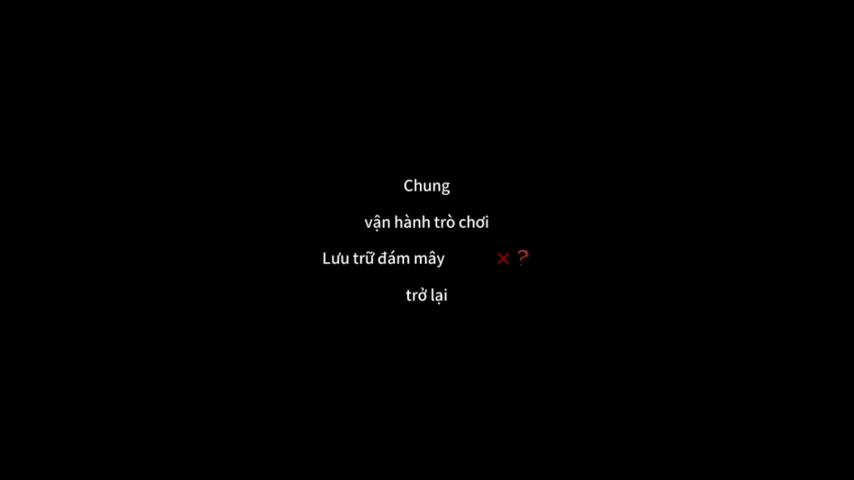 Chung
vận hành trò chơi
Lưu trữ đám mây × ?
trở lại